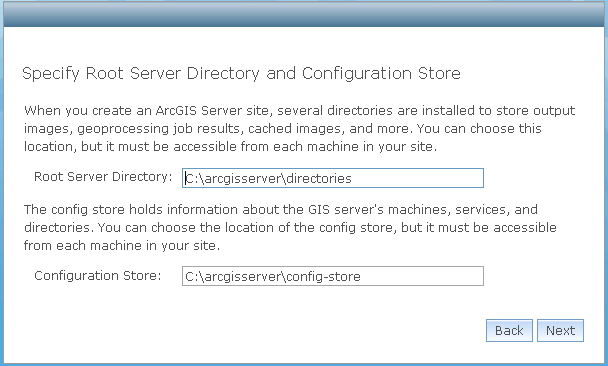 Specify Root Server Directory and Configuration Store
When you create an ArcGIS Server site, several directories are installed to store output
images, geoprocessing job results, cached images, and more. You can choose this
location, but it must be accessible from each machine in your site.
Root Server Directory: C:\arcgisserver\directories
The config store holds information about the GIS server's machines, services, and
directories. You can choose the location of the config store, but it must be accessible
from each machine in your site.
Configuration Store: C:\arcgisserver\config-store
Back Next